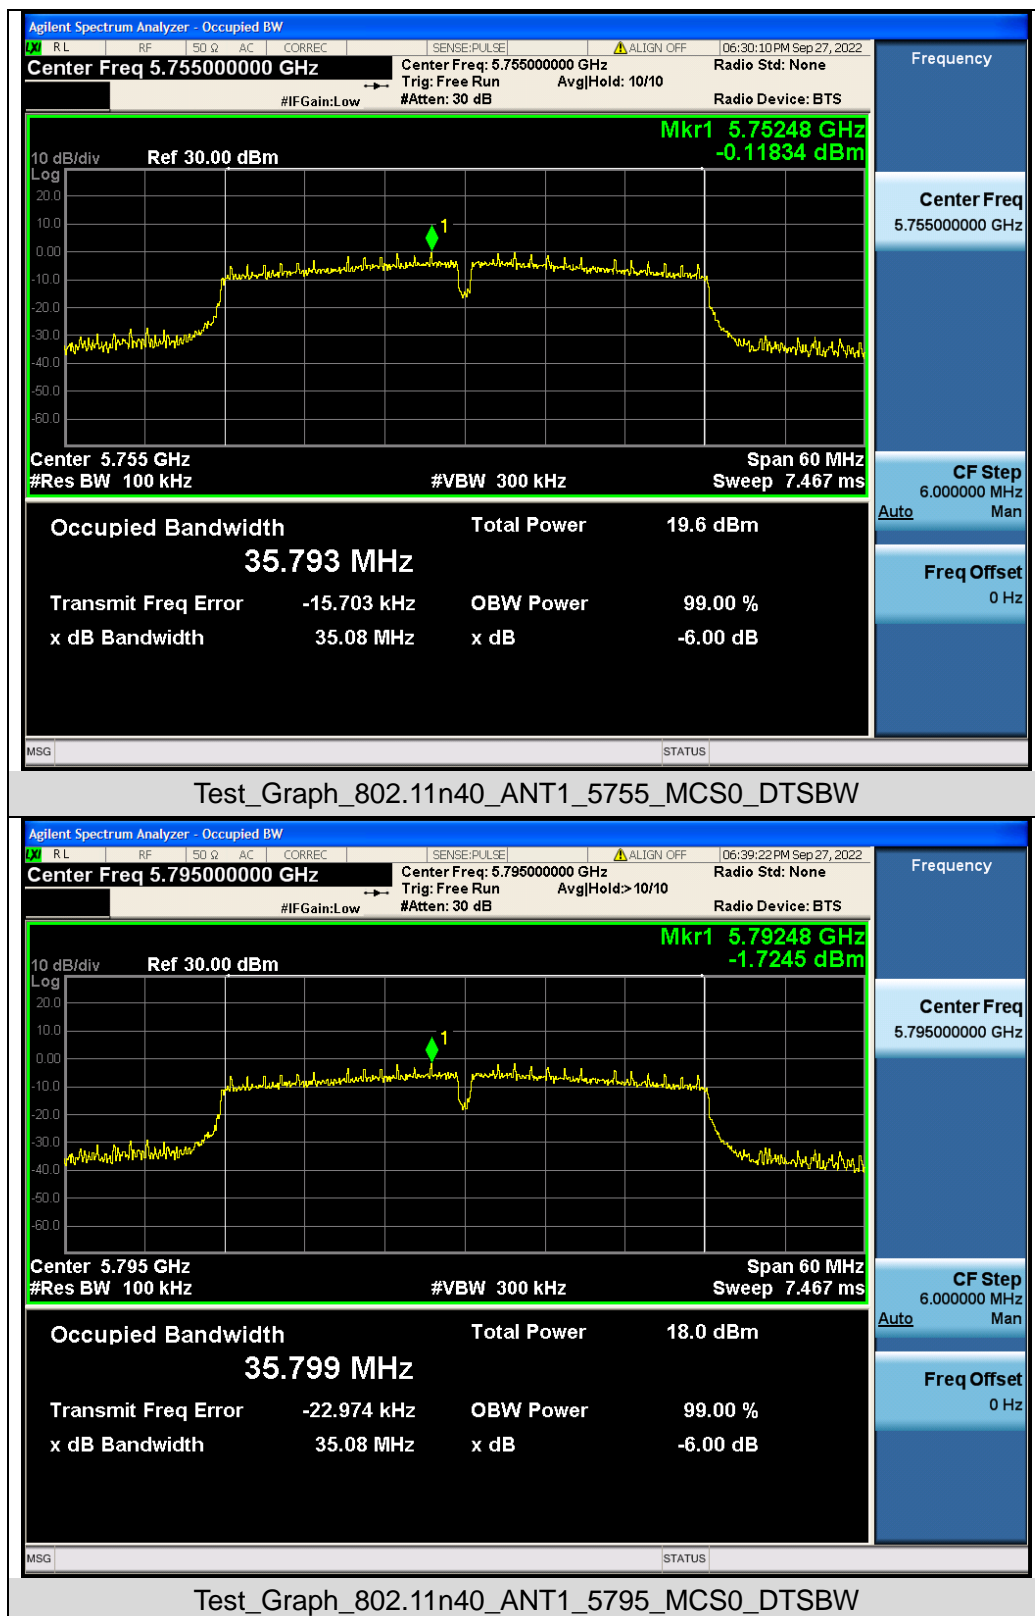 Agilent Spectrum Analyzer - Occupied BW
LXI RL RF 50 Ω AC CORREC SENSE:PULSE ALIGN OFF 06:30:10 PM Sep 27, 2022
Center Freq 5.755000000 GHz
Center Freq: 5.755000000 GHz
Radio Std: None
Trig: Free Run Avg|Hold: 10/10
#IFGain:Low #Atten: 30 dB Radio Device: BTS
Frequency
Mkr1 5.75248 GHz
-0.11834 dBm
10 dB/div Ref 30.00 dBm
Log
20.0
10.0
0.00
-10.0
-20.0
-30.0
-40.0
-50.0
-60.0
1
Center 5.755 GHz Span 60 MHz
#Res BW 100 kHz #VBW 300 kHz Sweep 7.467 ms
Center Freq
5.755000000 GHz
CF Step
6.000000 MHz
Auto Man
Freq Offset
0 Hz
Occupied Bandwidth Total Power 19.6 dBm
35.793 MHz
Transmit Freq Error -15.703 kHz OBW Power 99.00 %
x dB Bandwidth 35.08 MHz x dB -6.00 dB
MSG STATUS
Test_Graph_802.11n40_ANT1_5755_MCS0_DTSBW
Agilent Spectrum Analyzer - Occupied BW
LXI RL RF 50 Ω AC CORREC SENSE:PULSE ALIGN OFF 06:39:22 PM Sep 27, 2022
Center Freq 5.795000000 GHz
Center Freq: 5.795000000 GHz
Radio Std: None
Trig: Free Run Avg|Hold:> 10/10
#IFGain:Low #Atten: 30 dB Radio Device: BTS
Frequency
Mkr1 5.79248 GHz
-1.7245 dBm
10 dB/div Ref 30.00 dBm
Log
20.0
10.0
0.00
-10.0
-20.0
-30.0
-40.0
-50.0
-60.0
1
Center 5.795 GHz Span 60 MHz
#Res BW 100 kHz #VBW 300 kHz Sweep 7.467 ms
Center Freq
5.795000000 GHz
CF Step
6.000000 MHz
Auto Man
Freq Offset
0 Hz
Occupied Bandwidth Total Power 18.0 dBm
35.799 MHz
Transmit Freq Error -22.974 kHz OBW Power 99.00 %
x dB Bandwidth 35.08 MHz x dB -6.00 dB
MSG STATUS
Test_Graph_802.11n40_ANT1_5795_MCS0_DTSBW